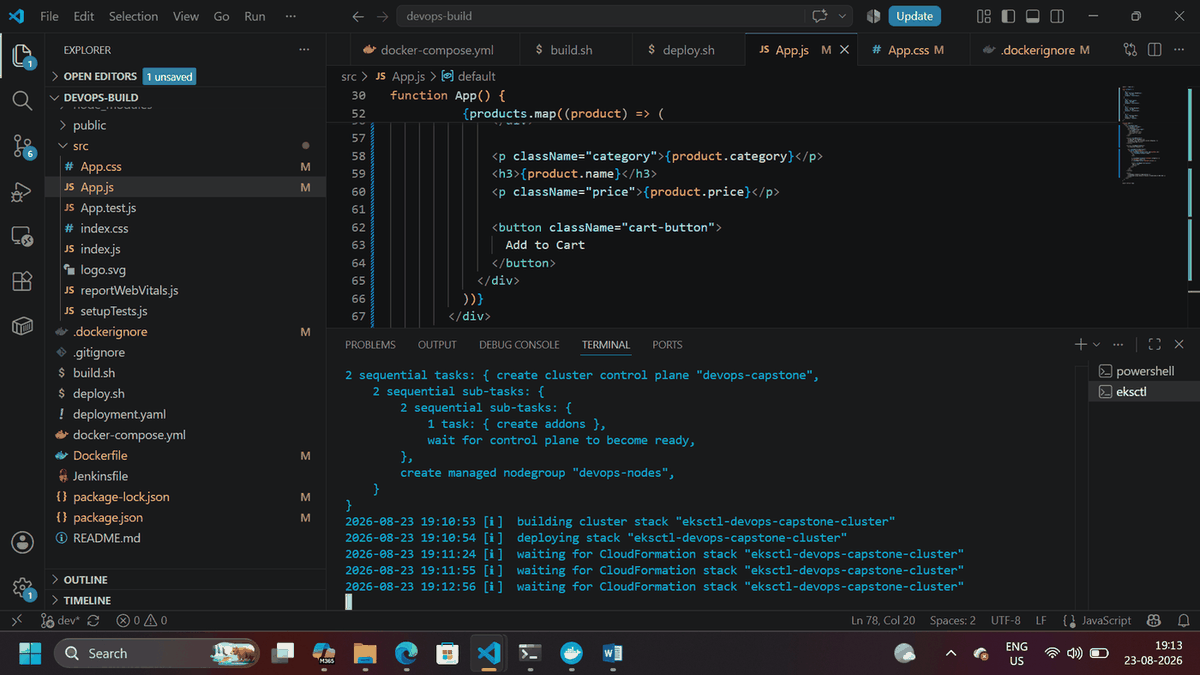 File Edit Selection View Go Run ···
devops-build
Update
EXPLORER
OPEN EDITORS 1 unsaved
DEVOPS-BUILD
node_modules
public
src
# App.css M
JS App.js M
JS App.test.js
# index.css
JS index.js
logo.svg
JS reportWebVitals.js
JS setupTests.js
.dockerignore M
.gitignore
$ build.sh
$ deploy.sh
! deployment.yaml
docker-compose.yml
Dockerfile M
Jenkinsfile
{} package-lock.json M
{} package.json M
README.md
OUTLINE
TIMELINE
1
6
1
docker-compose.yml
$ build.sh
$ deploy.sh
JS App.js M
# App.css M
.dockerignore M
src > JS App.js > default
30 function App() {
52 {products.map((product) => (
57
58 <p className="category">{product.category}</p>
59 <h3>{product.name}</h3>
60 <p className="price">{product.price}</p>
61
62 <button className="cart-button">
63 Add to Cart
64 </button>
65 </div>
66 ))}
67 </div>
PROBLEMS OUTPUT DEBUG CONSOLE TERMINAL PORTS
2 sequential tasks: { create cluster control plane "devops-capstone",
2 sequential sub-tasks: {
2 sequential sub-tasks: {
1 task: { create addons },
wait for control plane to become ready,
},
create managed nodegroup "devops-nodes",
}
}
2026-08-23 19:10:53 [ℹ] building cluster stack "eksctl-devops-capstone-cluster"
2026-08-23 19:10:54 [ℹ] deploying stack "eksctl-devops-capstone-cluster"
2026-08-23 19:11:24 [ℹ] waiting for CloudFormation stack "eksctl-devops-capstone-cluster"
2026-08-23 19:11:55 [ℹ] waiting for CloudFormation stack "eksctl-devops-capstone-cluster"
2026-08-23 19:12:56 [ℹ] waiting for CloudFormation stack "eksctl-devops-capstone-cluster"
powershell
eksctl
dev* 0 0
Ln 78, Col 20 Spaces: 2 UTF-8 LF {} JavaScript
Search
M365
ENG
US
19:13
23-08-2026